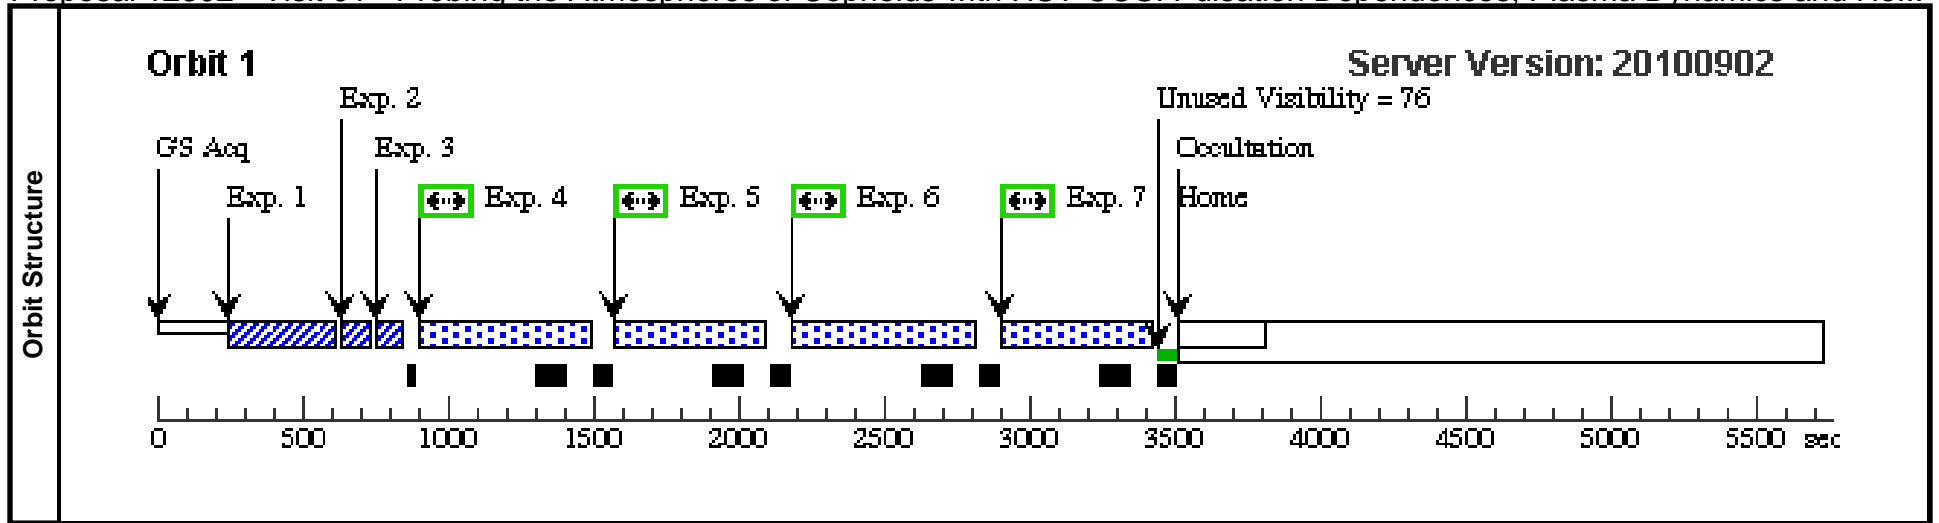 Orbit 1
Server Version: 20100902
Exp. 2
Unused Visibility = 76
GS Acq
Exp. 3
Occultation
Exp. 1
Exp. 4
Exp. 5
Exp. 6
Exp. 7
Home
Orbit Structure
0 500 1000 1500 2000 2500 3000 3500 4000 4500 5000 5500 sec